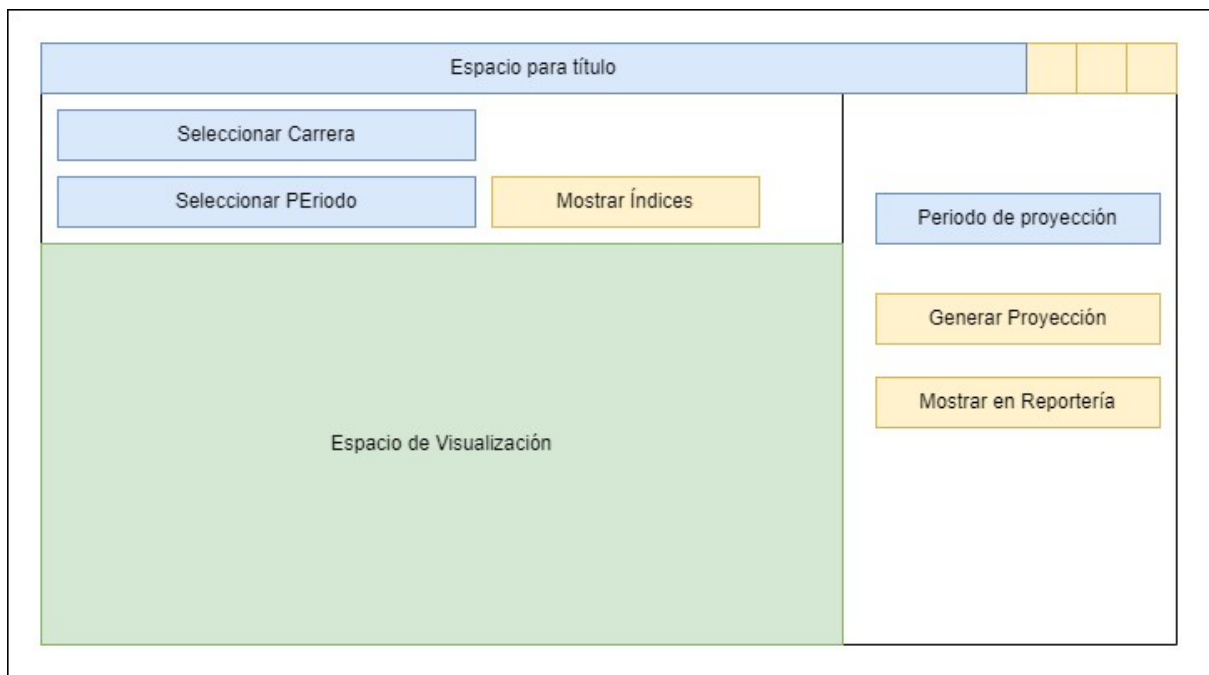 Espacio para título
Seleccionar Carrera
Seleccionar PEriodo
Mostrar Índices
Periodo de proyección
Generar Proyección
Mostrar en Reportería
Espacio de Visualización